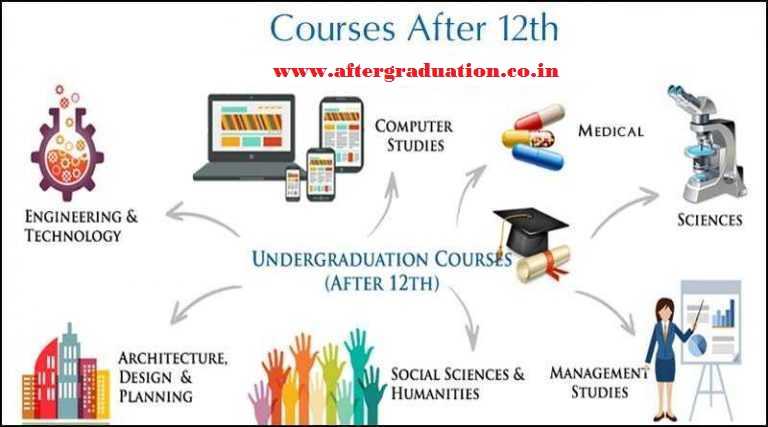 Courses After 12th
www.aftergraduation.co.in
Computer
Studies
Medical
Engineering &
Technology
Sciences
Undergraduation Courses
(After 12th)
Architecture,
Design &
Planning
Social Sciences &
Humanities
Management
Studies